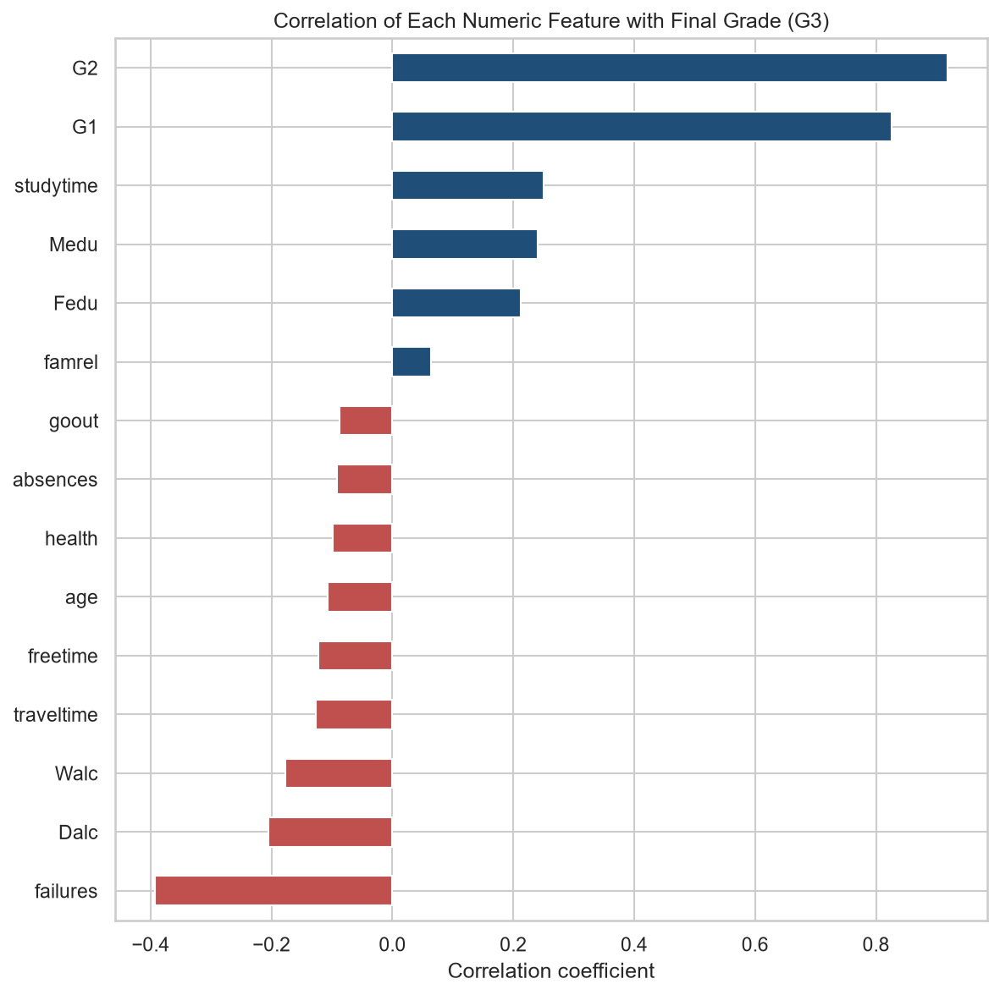 Correlation of Each Numeric Feature with Final Grade (G3)
G2
G1
studytime
Medu
Fedu
famrel
goout
absences
health
age
freetime
traveltime
Walc
Dalc
failures
−0.4 −0.2 0.0 0.2 0.4 0.6 0.8
Correlation coefficient